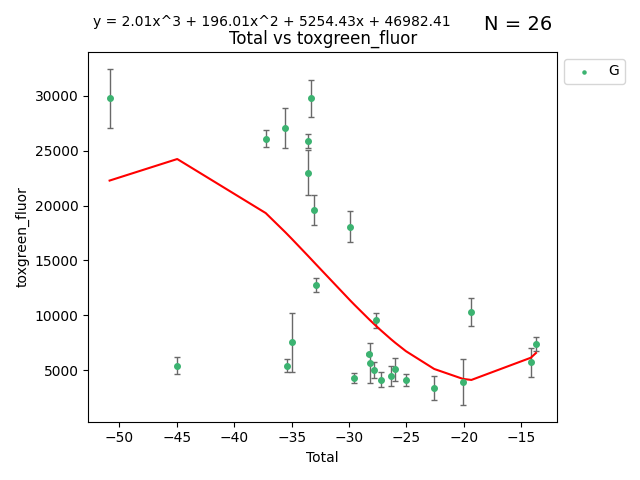 y = 2.01x^3 + 196.01x^2 + 5254.43x + 46982.41
N = 26
Total vs toxgreen_fluor
G
toxgreen_fluor
30000
25000
20000
15000
10000
5000
−50 −45 −40 −35 −30 −25 −20 −15
Total